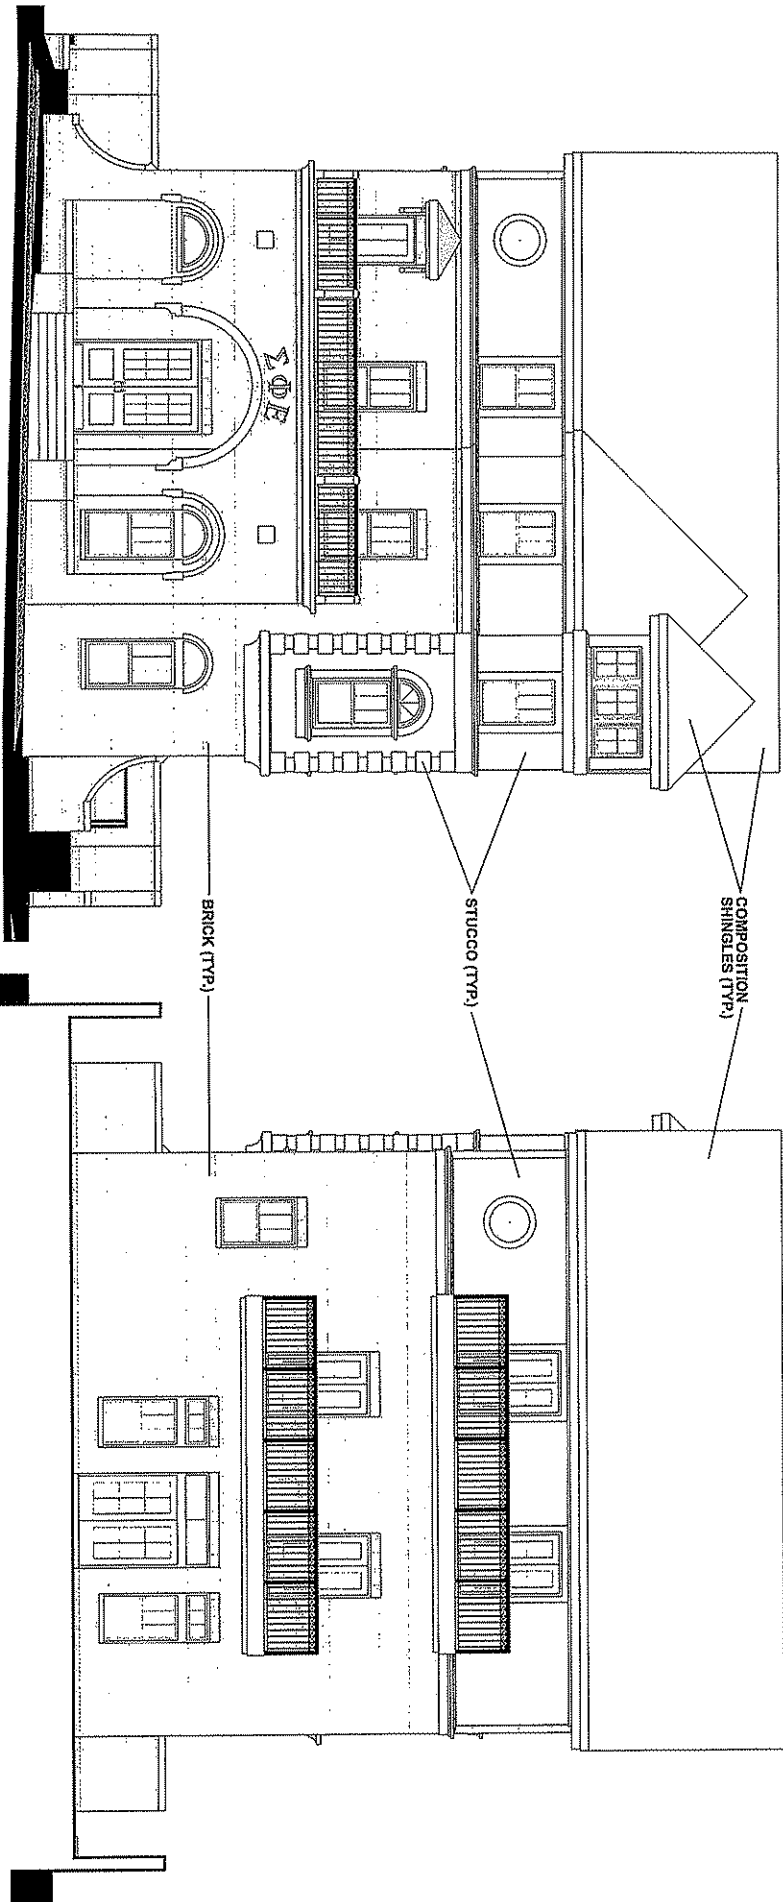 COMPOSITION
SHINGLES (TYP.)
STUCCO (TYP.)
BRICK (TYP.)
ΣΦΕ